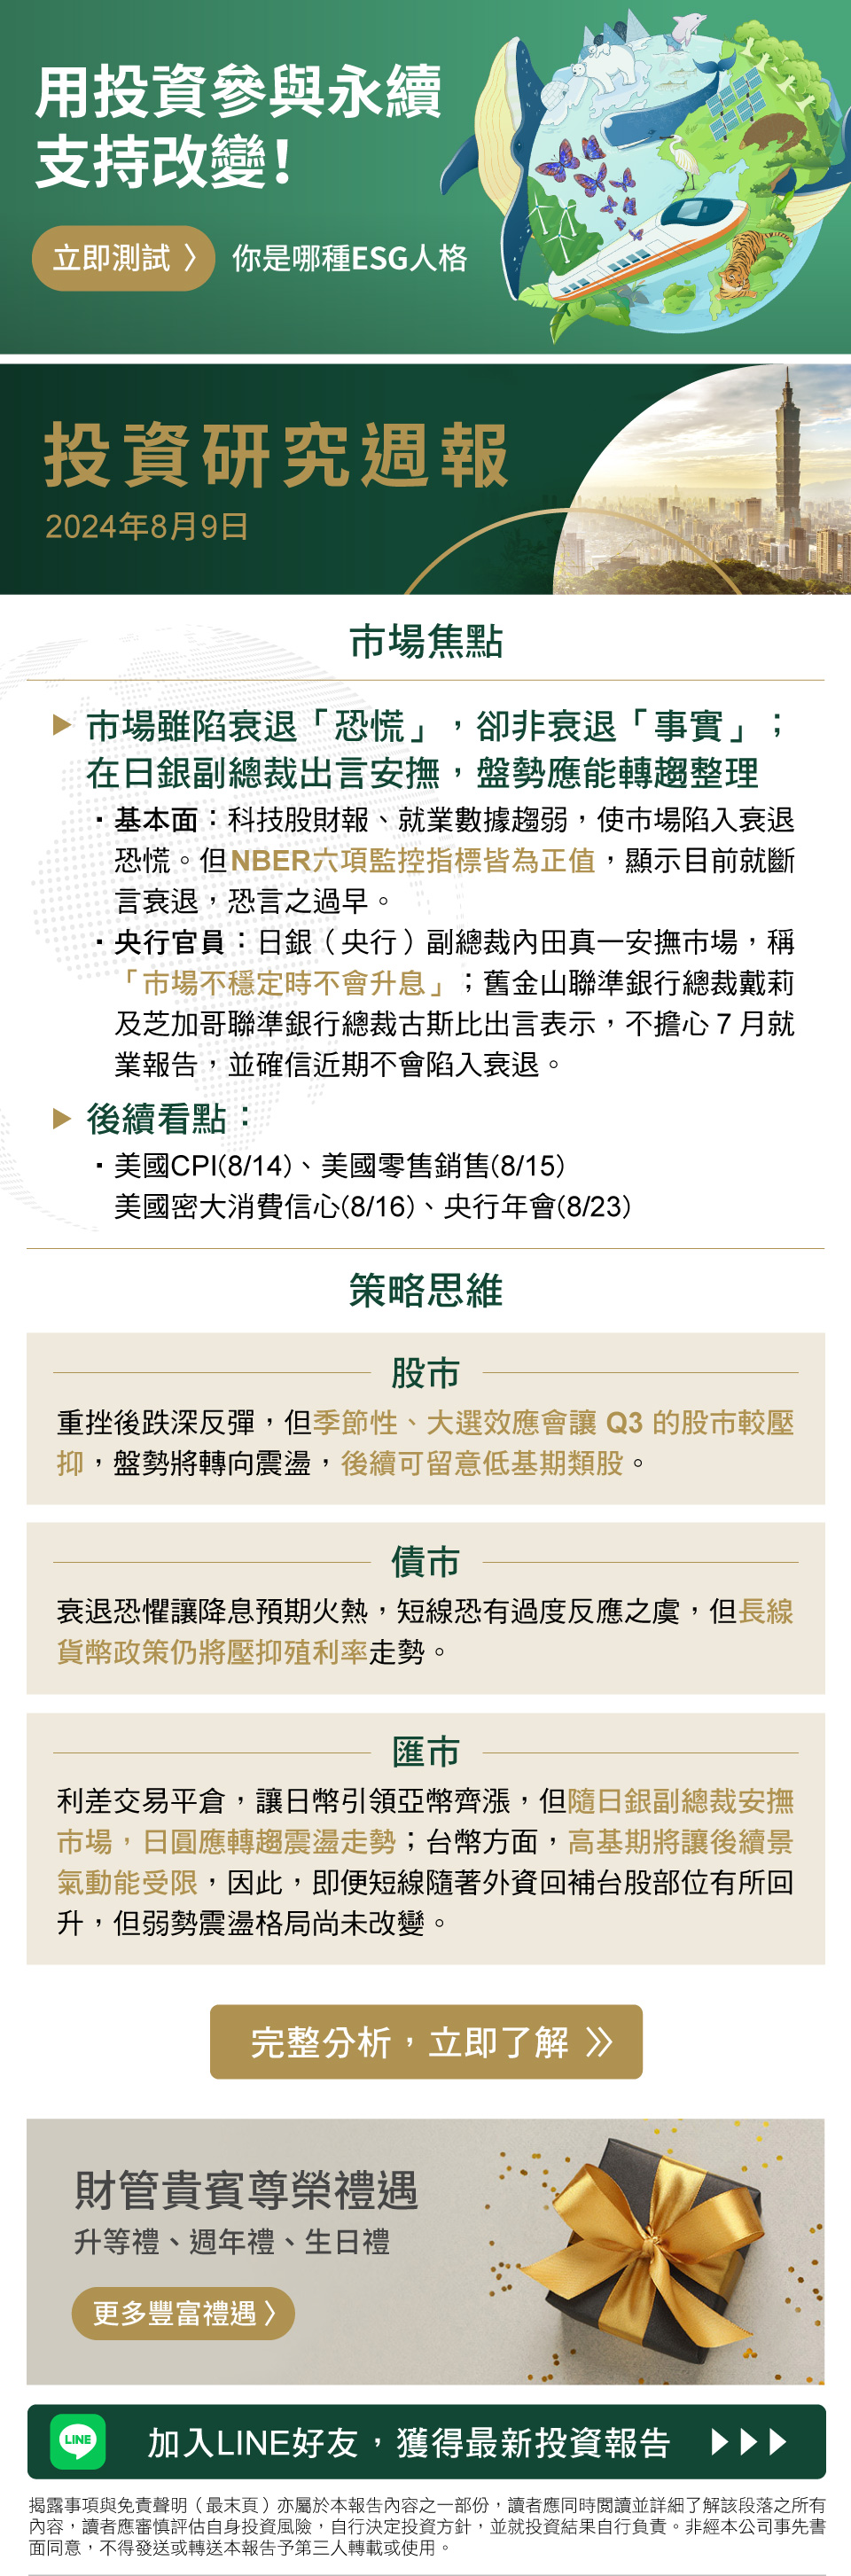 用投資參與永續
支持改變！
立即測試 〉 你是哪種ESG人格
投資研究週報
2024年8月9日
市場焦點
市場雖陷衰退「恐慌」，卻非衰退「事實」；
在日銀副總裁出言安撫，盤勢應能轉趨整理
・基本面：科技股財報、就業數據趨弱，使市場陷入衰退
恐慌。但NBER六項監控指標皆為正值，顯示目前就斷
言衰退，恐言之過早。
・央行官員：日銀（央行）副總裁內田真一安撫市場，稱
「市場不穩定時不會升息」；舊金山聯準銀行總裁戴莉
及芝加哥聯準銀行總裁古斯比出言表示，不擔心 7 月就
業報告，並確信近期不會陷入衰退。
後續看點：
・美國CPI(8/14)、美國零售銷售(8/15)
美國密大消費信心(8/16)、央行年會(8/23)
策略思維
股市
重挫後跌深反彈，但季節性、大選效應會讓 Q3 的股市較壓
抑，盤勢將轉向震盪，後續可留意低基期類股。
債市
衰退恐懼讓降息預期火熱，短線恐有過度反應之虞，但長線
貨幣政策仍將壓抑殖利率走勢。
匯市
利差交易平倉，讓日幣引領亞幣齊漲，但隨日銀副總裁安撫
市場，日圓應轉趨震盪走勢；台幣方面，高基期將讓後續景
氣動能受限，因此，即便短線隨著外資回補台股部位有所回
升，但弱勢震盪格局尚未改變。
完整分析，立即了解 》
財管貴賓尊榮禮遇
升等禮、週年禮、生日禮
更多豐富禮遇 〉
LINE 加入LINE好友，獲得最新投資報告
揭露事項與免責聲明（最末頁）亦屬於本報告內容之一部份，讀者應同時閱讀並詳細了解該段落之所有
內容，讀者應審慎評估自身投資風險，自行決定投資方針，並就投資結果自行負責。非經本公司事先書
面同意，不得發送或轉送本報告予第三人轉載或使用。